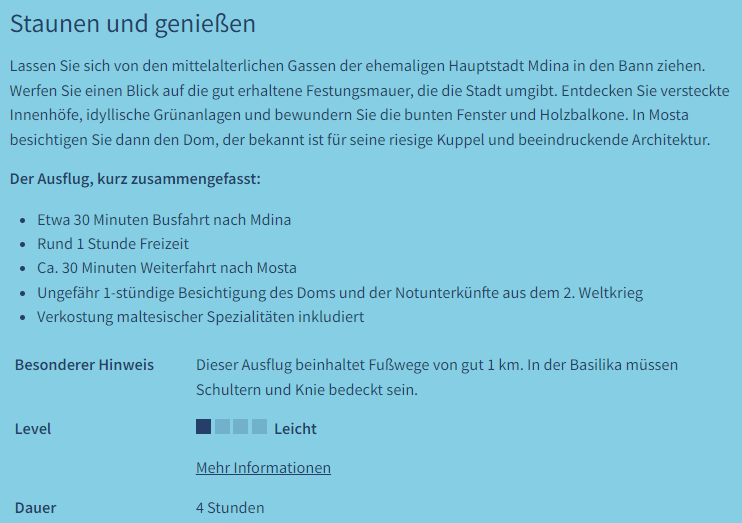 Staunen und genießen
Lassen Sie sich von den mittelalterlichen Gassen der ehemaligen Hauptstadt Mdina in den Bann ziehen.
Werfen Sie einen Blick auf die gut erhaltene Festungsmauer, die die Stadt umgibt. Entdecken Sie versteckte
Innenhöfe, idyllische Grünanlagen und bewundern Sie die bunten Fenster und Holzbalkone. In Mosta
besichtigen Sie dann den Dom, der bekannt ist für seine riesige Kuppel und beeindruckende Architektur.
Der Ausflug, kurz zusammengefasst:
• Etwa 30 Minuten Busfahrt nach Mdina
• Rund 1 Stunde Freizeit
• Ca. 30 Minuten Weiterfahrt nach Mosta
• Ungefähr 1-stündige Besichtigung des Doms und der Notunterkünfte aus dem 2. Weltkrieg
• Verkostung maltesischer Spezialitäten inkludiert
Besonderer Hinweis Dieser Ausflug beinhaltet Fußwege von gut 1 km. In der Basilika müssen
Schultern und Knie bedeckt sein.
Level Leicht
Mehr Informationen
Dauer 4 Stunden